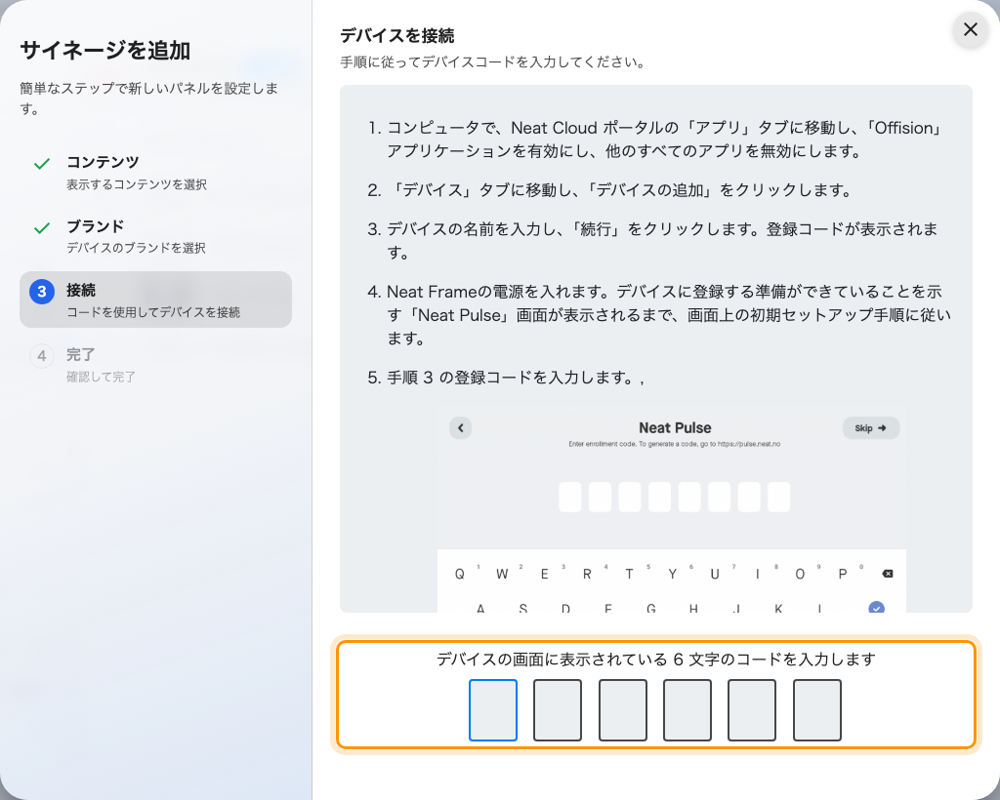 サイネージを追加
簡単なステップで新しいパネルを設定しま
す。
コンテンツ
表示するコンテンツを選択
ブランド
デバイスのブランドを選択
3 接続
コードを使用してデバイスを接続
4 完了
確認して完了
デバイスを接続
手順に従ってデバイスコードを入力してください。
1. コンピュータで、Neat Cloud ポータルの「アプリ」タブに移動し、「Offision」
アプリケーションを有効にし、他のすべてのアプリを無効にします。
2. 「デバイス」タブに移動し、「デバイスの追加」をクリックします。
3. デバイスの名前を入力し、「続行」をクリックします。登録コードが表示されま
す。
4. Neat Frameの電源を入れます。デバイスに登録する準備ができていることを示
す「Neat Pulse」画面が表示されるまで、画面上の初期セットアップ手順に従い
ます。
5. 手順 3 の登録コードを入力します。,
Neat Pulse
Skip
Enter enrollment code. To generate a code, go to https://pulse.neat.no
Q 1 W 2 E 3 R 4 T 5 Y 6 U 7 I 8 O 9 P 0
A S D F G H J K L
デバイスの画面に表示されている 6 文字のコードを入力します